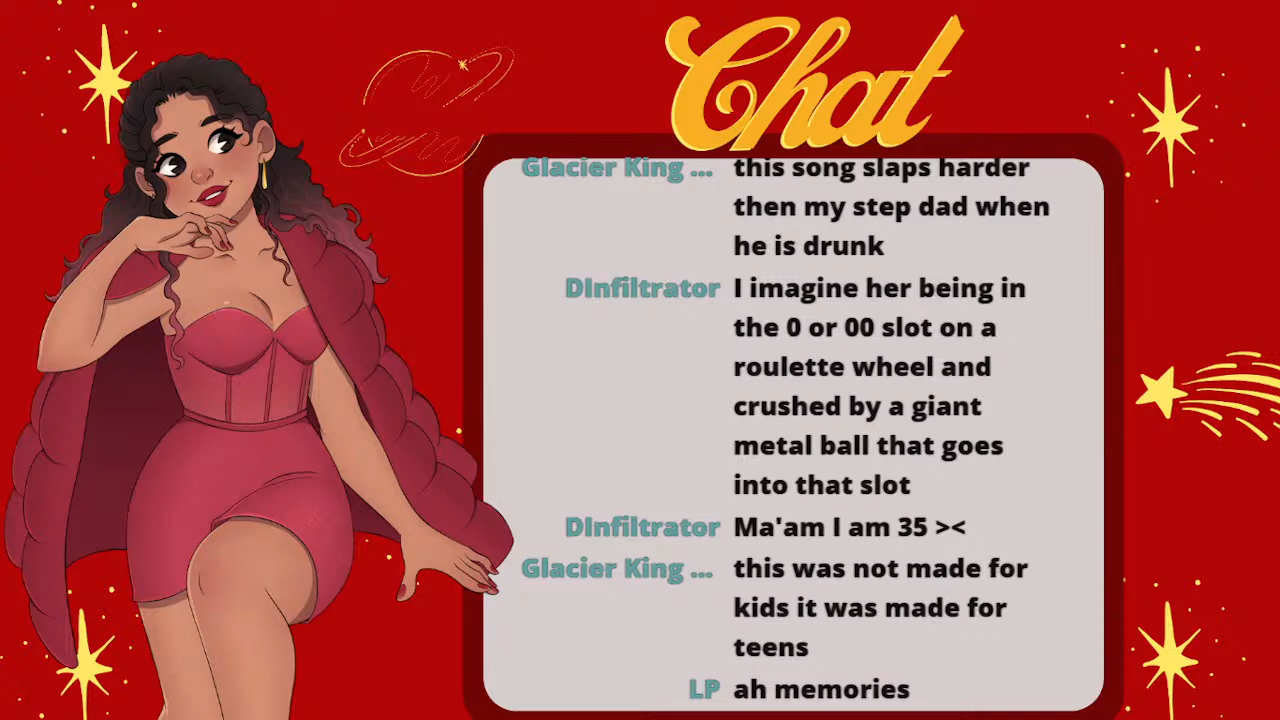 Chat
Glacier King ... this song slaps harder
then my step dad when
he is drunk
DInfiltrator I imagine her being in
the 0 or 00 slot on a
roulette wheel and
crushed by a giant
metal ball that goes
into that slot
DInfiltrator Ma'am I am 35 ><
Glacier King ... this was not made for
kids it was made for
teens
LP ah memories